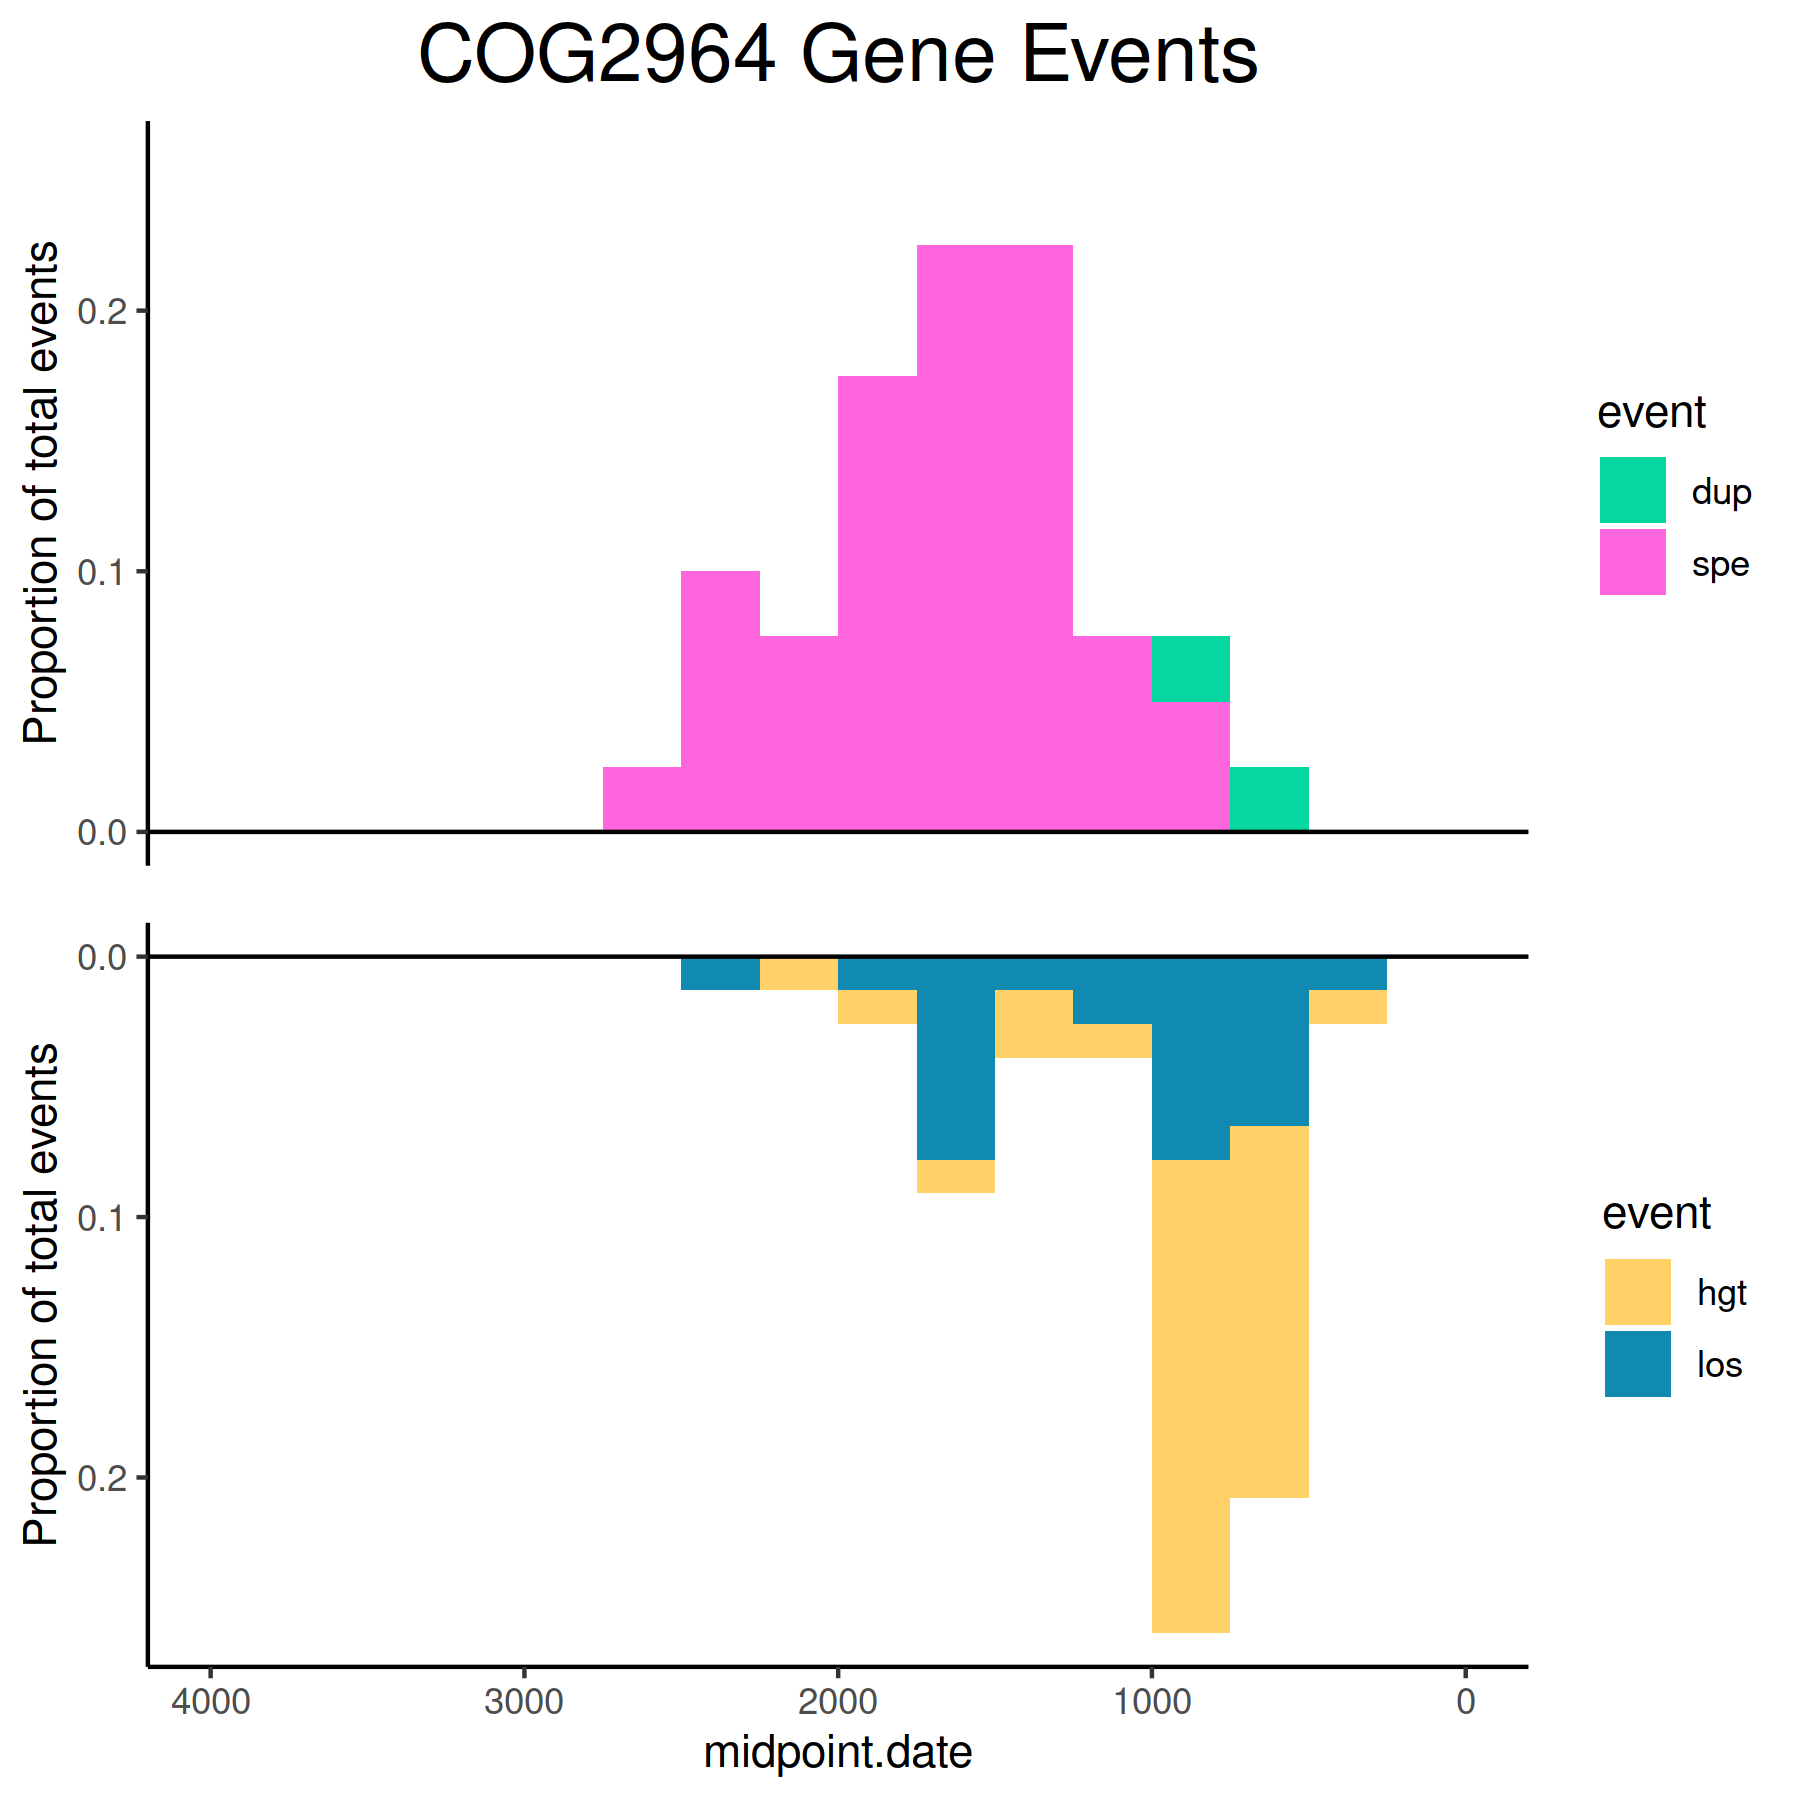 COG2964 Gene Events
Proportion of total events
0.2
0.1
0.0
event
dup
spe
Proportion of total events
0.0
0.1
0.2
event
hgt
los
4000 3000 2000 1000 0
midpoint.date